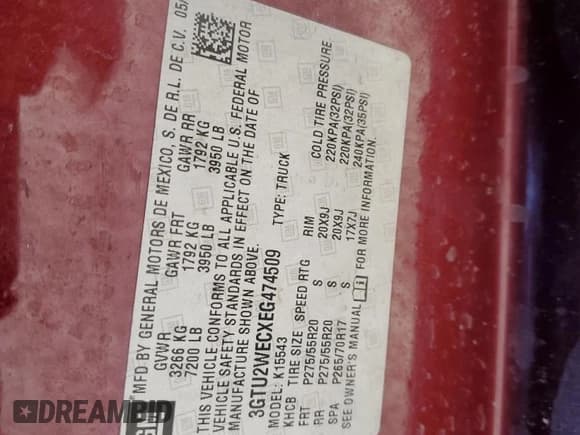 MFD BY GENERAL MOTORS DE MEXICO, S. DE R.L. DE C.V. 05/
GVWR GAWR FRT GAWR RR
3266 KG 1792 KG 1792 KG
7200 LB 3950 LB 3950 LB
THIS VEHICLE CONFORMS TO ALL APPLICABLE U.S. FEDERAL MOTOR
VEHICLE SAFETY STANDARDS IN EFFECT ON THE DATE OF
MANUFACTURE SHOWN ABOVE.
3GTU2WECXEG474509 TYPE: TRUCK
MODEL: K15543
KHCB TIRE SIZE SPEED RTG RIM COLD TIRE PRESSURE
FRT P275/55R20 S 20X9J 220KPA(32PSI)
RR P275/55R20 S 20X9J 220KPA(32PSI)
SPA P265/70R17 S 17X7J 240KPA(35PSI)
SEE OWNER'S MANUAL FOR MORE INFORMATION.
GM
DREAMBID